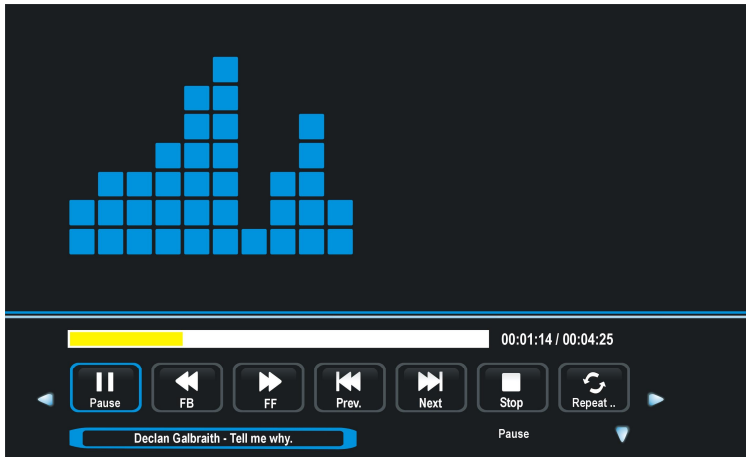 00:01:14 / 00:04:25
Pause
FB
FF
Prev.
Next
Stop
Repeat ..
Declan Galbraith - Tell me why.
Pause